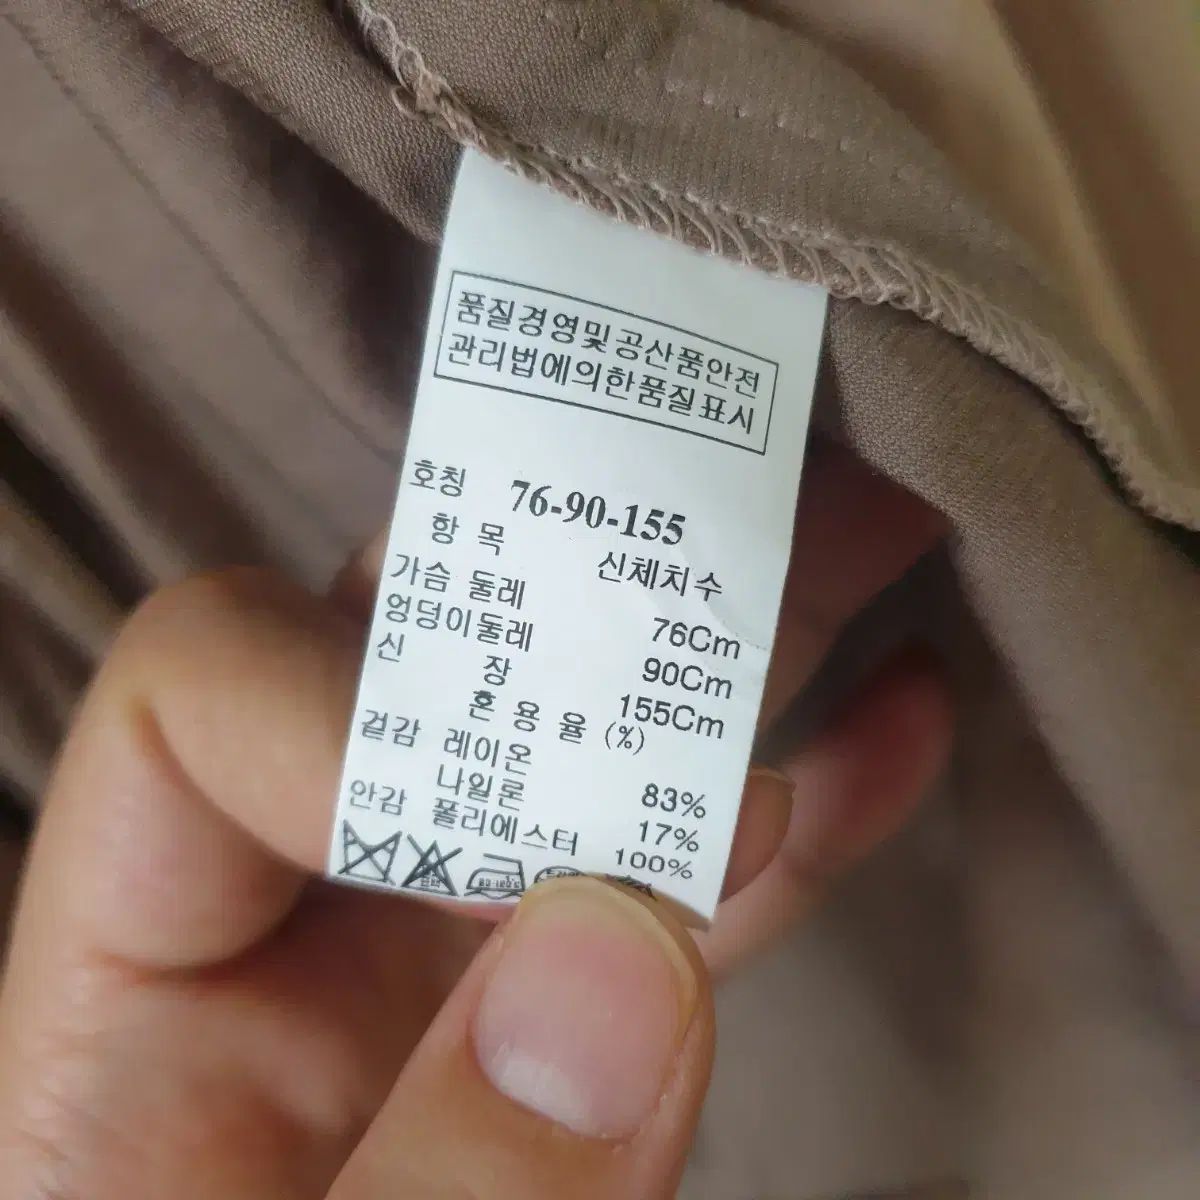 품질경영및공산품안전
관리법에의한품질표시
호칭 76-90-155
항 목 신체치수
가슴 둘레 76Cm
엉덩이둘레 90Cm
신 장 155Cm
혼 용 율 (%)
겉감 레이온 83%
나일론 17%
안감 폴리에스터 100%